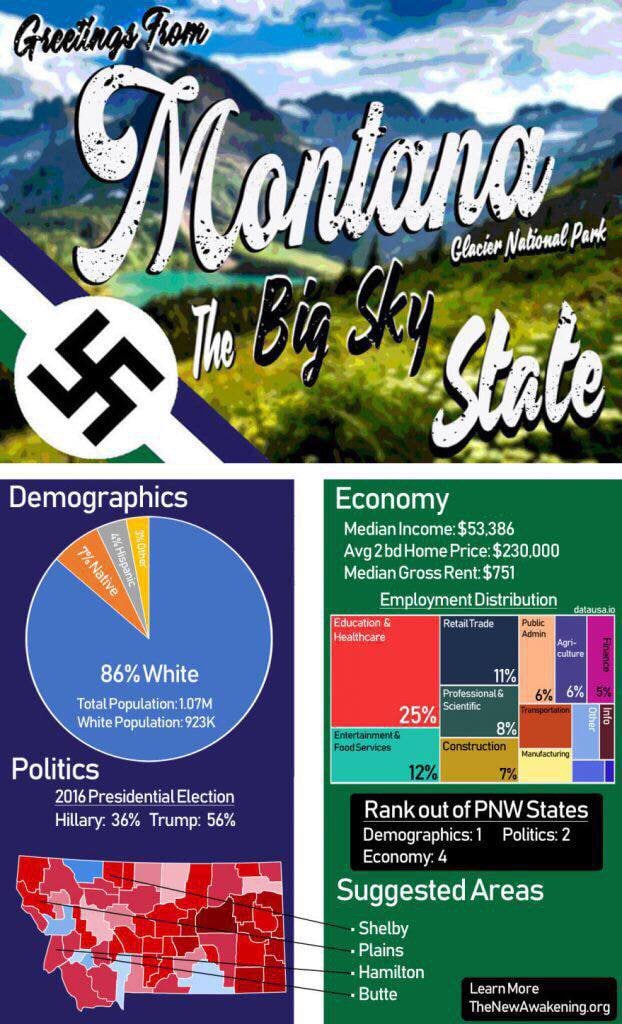 Greetings From
Montana
Glacier National Park
The Big Sky
State
Demographics
7% Native
4% Hispanic
3% Other
86% White
Total Population: 1.07M
White Population: 923K
Politics
2016 Presidential Election
Hillary: 36% Trump: 56%
Economy
Median Income: $53,386
Avg 2 bd Home Price: $230,000
Median Gross Rent: $751
Employment Distribution
datausa.io
Education &
Healthcare
25%
Entertainment &
Food Services
12%
Retail Trade
11%
Professional &
Scientific
8%
Construction
7%
Public
Admin
6%
Agri-
culture
6%
Finance
5%
Transportation
Manufacturing
Other
Info
Rank out of PNW States
Demographics: 1 Politics: 2
Economy: 4
Suggested Areas
• Shelby
• Plains
• Hamilton
• Butte
Learn More
TheNewAwakening.org